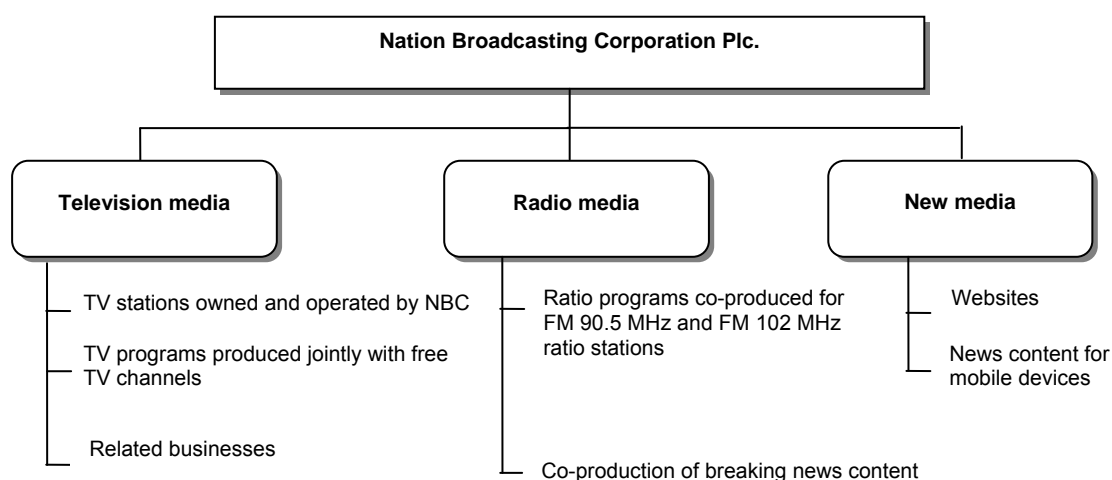 Nation Broadcasting Corporation Plc.
Television media
Radio media
New media
TV stations owned and operated by NBC
TV programs produced jointly with free
TV channels
Related businesses
Ratio programs co-produced for
FM 90.5 MHz and FM 102 MHz
ratio stations
Co-production of breaking news content
Websites
News content for
mobile devices